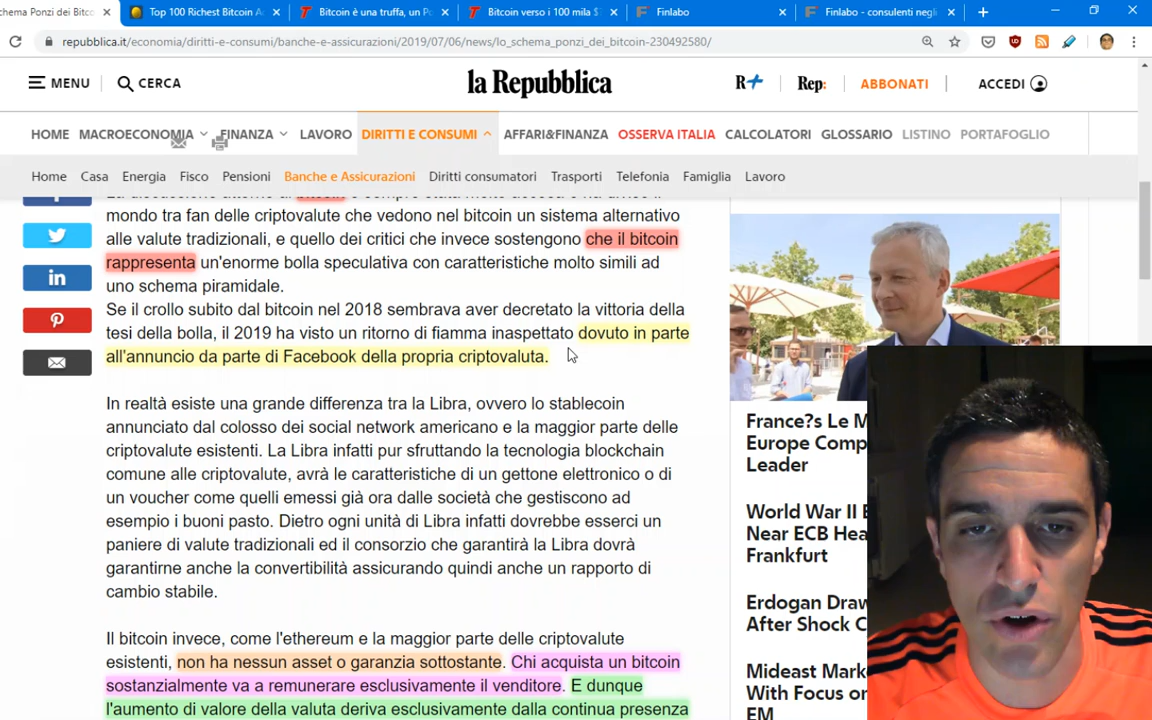 schema Ponzi dei b
Top 100 Richest Bitcoin A
Bitcoin è una truffa, un P
Bitcoin verso i 100 mila $
Finlabo
Finlabo - consulenti negli
repubblica.it/economia/diritti-e-consumi/banche-e-assicurazioni/2019/07/06/news/lo_schema_ponzi_dei_bitcoin-230492580/
MENU
CERCA
la Repubblica
R+
Rep:
ABBONATI
ACCEDI
HOME MACROECONOMIA FINANZA LAVORO DIRITTI E CONSUMI AFFARI&FINANZA OSSERVA ITALIA CALCOLATORI GLOSSARIO LISTINO PORTAFOGLIO
Home Casa Energia Fisco Pensioni Banche e Assicurazioni Diritti consumatori Trasporti Telefonia Famiglia Lavoro
mondo tra fan delle criptovalute che vedono nel bitcoin un sistema alternativo
alle valute tradizionali, e quello dei critici che invece sostengono che il bitcoin
rappresenta un'enorme bolla speculativa con caratteristiche molto simili ad
uno schema piramidale.
Se il crollo subito dal bitcoin nel 2018 sembrava aver decretato la vittoria della
tesi della bolla, il 2019 ha visto un ritorno di fiamma inaspettato dovuto in parte
all'annuncio da parte di Facebook della propria criptovaluta.
In realtà esiste una grande differenza tra la Libra, ovvero lo stablecoin
annunciato dal colosso dei social network americano e la maggior parte delle
criptovalute esistenti. La Libra infatti pur sfruttando la tecnologia blockchain
comune alle criptovalute, avrà le caratteristiche di un gettone elettronico o di
un voucher come quelli emessi già ora dalle società che gestiscono ad
esempio i buoni pasto. Dietro ogni unità di Libra infatti dovrebbe esserci un
paniere di valute tradizionali ed il consorzio che garantirà la Libra dovrà
garantirne anche la convertibilità assicurando quindi anche un rapporto di
cambio stabile.
Il bitcoin invece, come l'ethereum e la maggior parte delle criptovalute
esistenti, non ha nessun asset o garanzia sottostante. Chi acquista un bitcoin
sostanzialmente va a remunerare esclusivamente il venditore. E dunque
l'aumento di valore della valuta deriva esclusivamente dalla continua presenza
France?s Le M
Europe Comp
Leader
World War II B
Near ECB Hea
Frankfurt
Erdogan Draw
After Shock C
Mideast Mark
With Focus on
EM